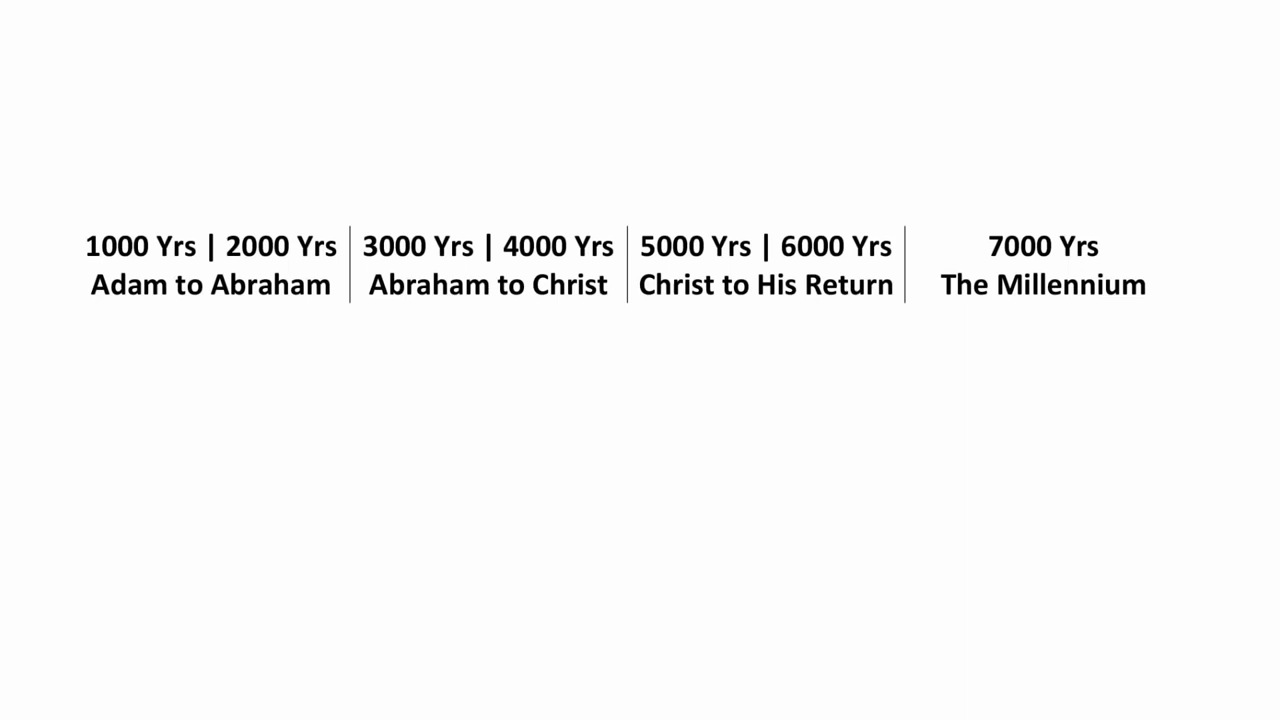 1000 Yrs | 2000 Yrs 3000 Yrs | 4000 Yrs 5000 Yrs | 6000 Yrs 7000 Yrs
Adam to Abraham Abraham to Christ Christ to His Return The Millennium